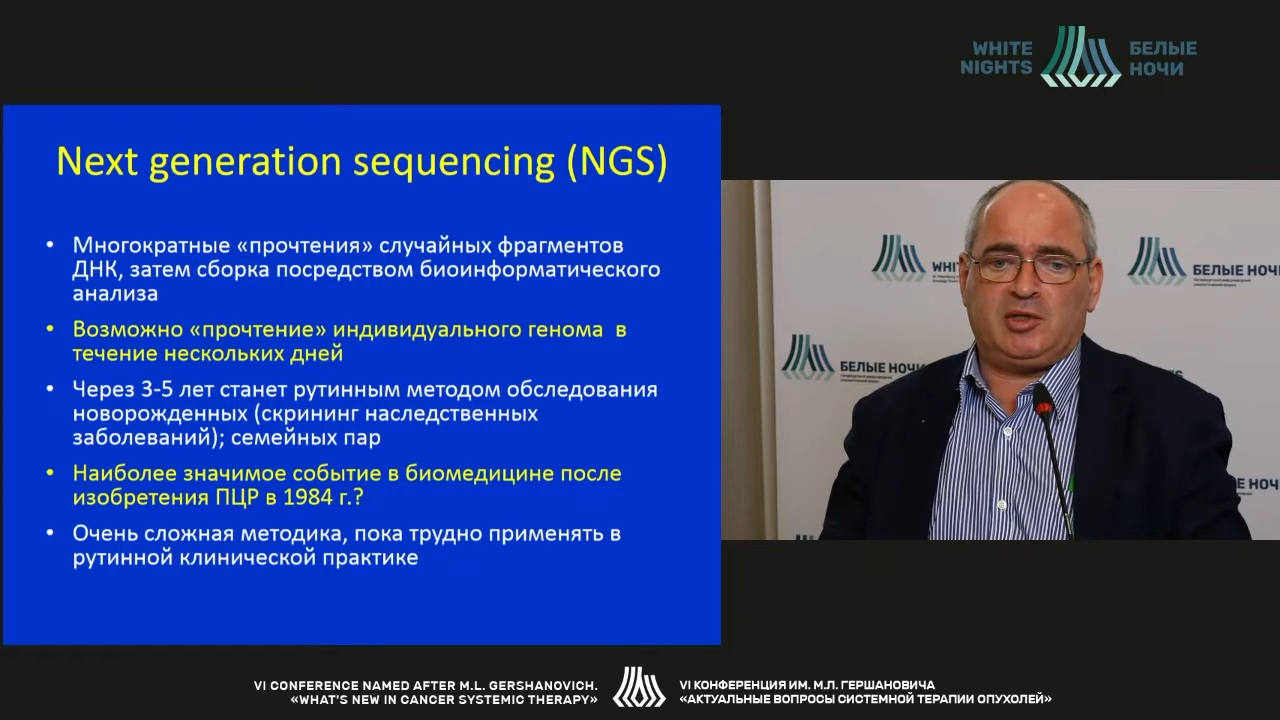 WHITE
NIGHTS
БЕЛЫЕ
НОЧИ
Next generation sequencing (NGS)
• Многократные «прочтения» случайных фрагментов
ДНК, затем сборка посредством биоинформатического
анализа
• Возможно «прочтение» индивидуального генома в
течение нескольких дней
• Через 3-5 лет станет рутинным методом обследования
новорожденных (скрининг наследственных
заболеваний); семейных пар
• Наиболее значимое событие в биомедицине после
изобретения ПЦР в 1984 г.?
• Очень сложная методика, пока трудно применять в
рутинной клинической практике
БЕЛЫЕ НОЧИ
БЕЛЫЕ НОЧИ
VI CONFERENCE NAMED AFTER M.L. GERSHANOVICH.
«WHAT'S NEW IN CANCER SYSTEMIC THERAPY»
VI КОНФЕРЕНЦИЯ ИМ. М.Л. ГЕРШАНОВИЧА
«АКТУАЛЬНЫЕ ВОПРОСЫ СИСТЕМНОЙ ТЕРАПИИ ОПУХОЛЕЙ»